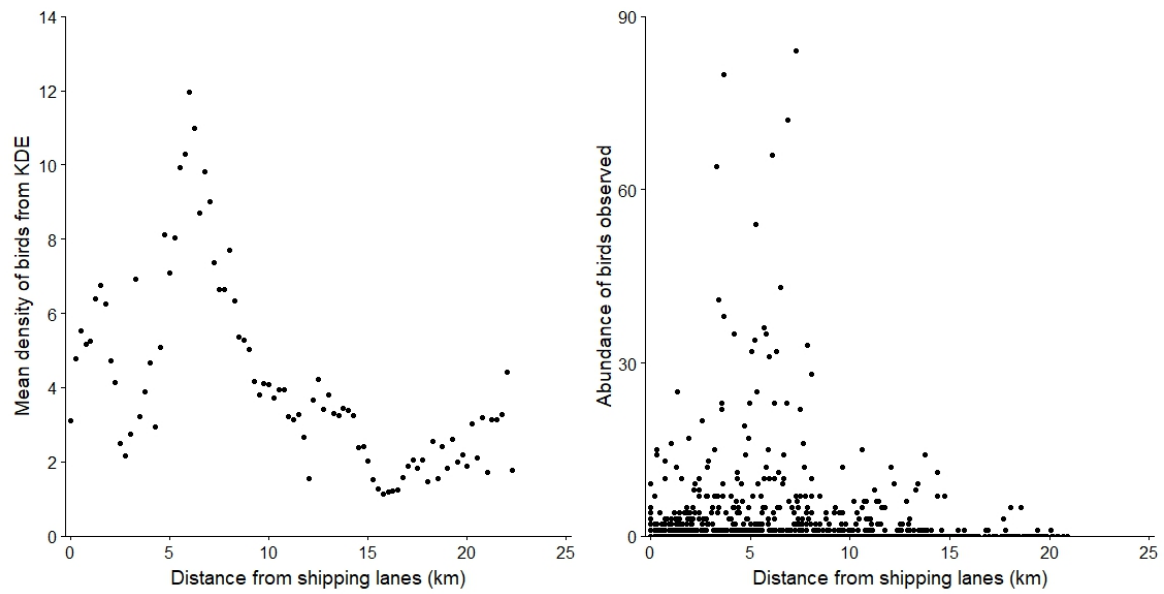 Mean density of birds from KDE
14
12
10
8
6
4
2
0
0 5 10 15 20 25
Distance from shipping lanes (km)
Abundance of birds observed
90
60
30
0
0 5 10 15 20 25
Distance from shipping lanes (km)